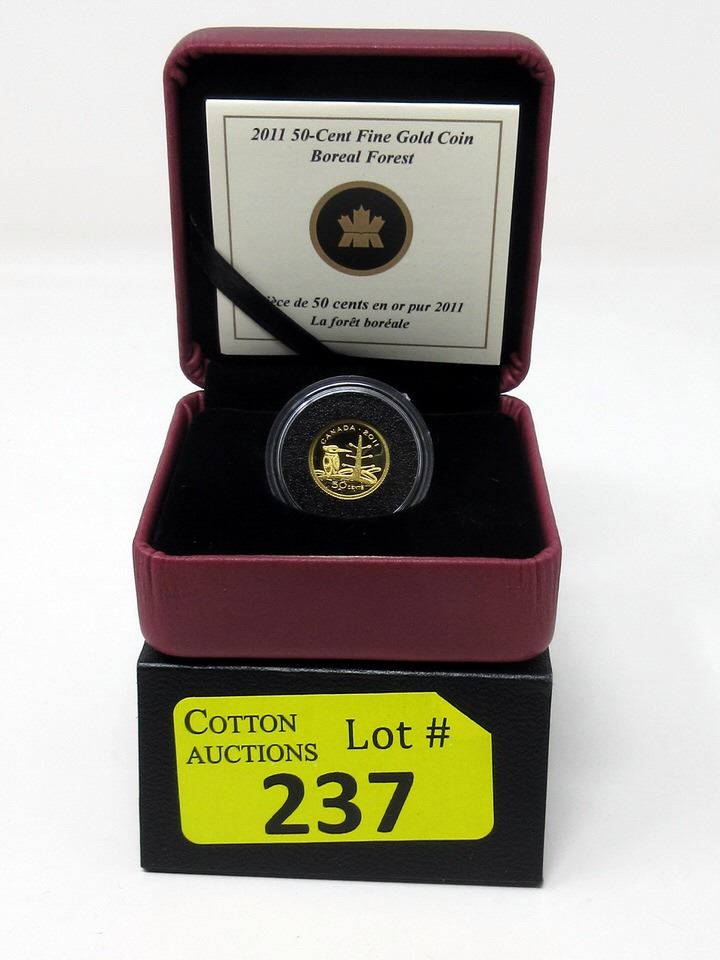 2011 50-Cent Fine Gold Coin
Boreal Forest
de 50 cents en or pur 2011
La forêt boréale
CANADA · 2011
50 CENTS
COTTON
AUCTIONS
Lot #
237